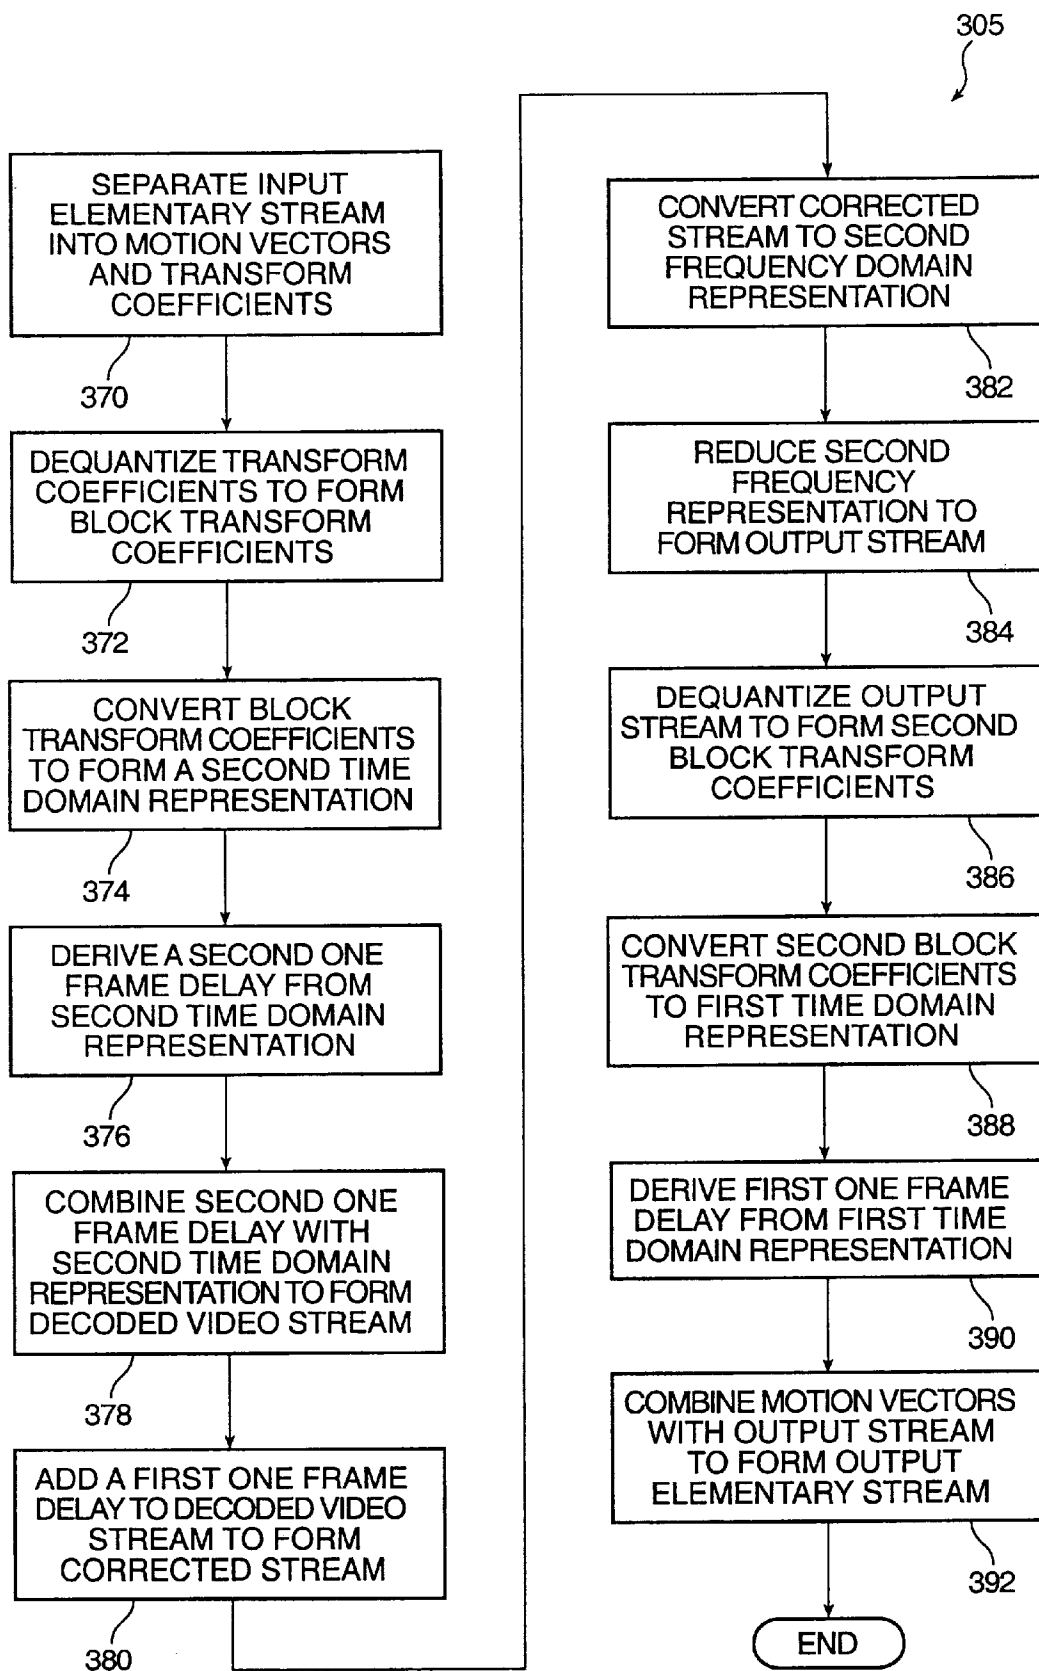 305
SEPARATE INPUT
ELEMENTARY STREAM
INTO MOTION VECTORS
AND TRANSFORM
COEFFICIENTS
370
DEQUANTIZE TRANSFORM
COEFFICIENTS TO FORM
BLOCK TRANSFORM
COEFFICIENTS
372
CONVERT BLOCK
TRANSFORM COEFFICIENTS
TO FORM A SECOND TIME
DOMAIN REPRESENTATION
374
DERIVE A SECOND ONE
FRAME DELAY FROM
SECOND TIME DOMAIN
REPRESENTATION
376
COMBINE SECOND ONE
FRAME DELAY WITH
SECOND TIME DOMAIN
REPRESENTATION TO FORM
DECODED VIDEO STREAM
378
ADD A FIRST ONE FRAME
DELAY TO DECODED VIDEO
STREAM TO FORM
CORRECTED STREAM
380
CONVERT CORRECTED
STREAM TO SECOND
FREQUENCY DOMAIN
REPRESENTATION
382
REDUCE SECOND
FREQUENCY
REPRESENTATION TO
FORM OUTPUT STREAM
384
DEQUANTIZE OUTPUT
STREAM TO FORM SECOND
BLOCK TRANSFORM
COEFFICIENTS
386
CONVERT SECOND BLOCK
TRANSFORM COEFFICIENTS
TO FIRST TIME DOMAIN
REPRESENTATION
388
DERIVE FIRST ONE FRAME
DELAY FROM FIRST TIME
DOMAIN REPRESENTATION
390
COMBINE MOTION VECTORS
WITH OUTPUT STREAM
TO FORM OUTPUT
ELEMENTARY STREAM
392
END